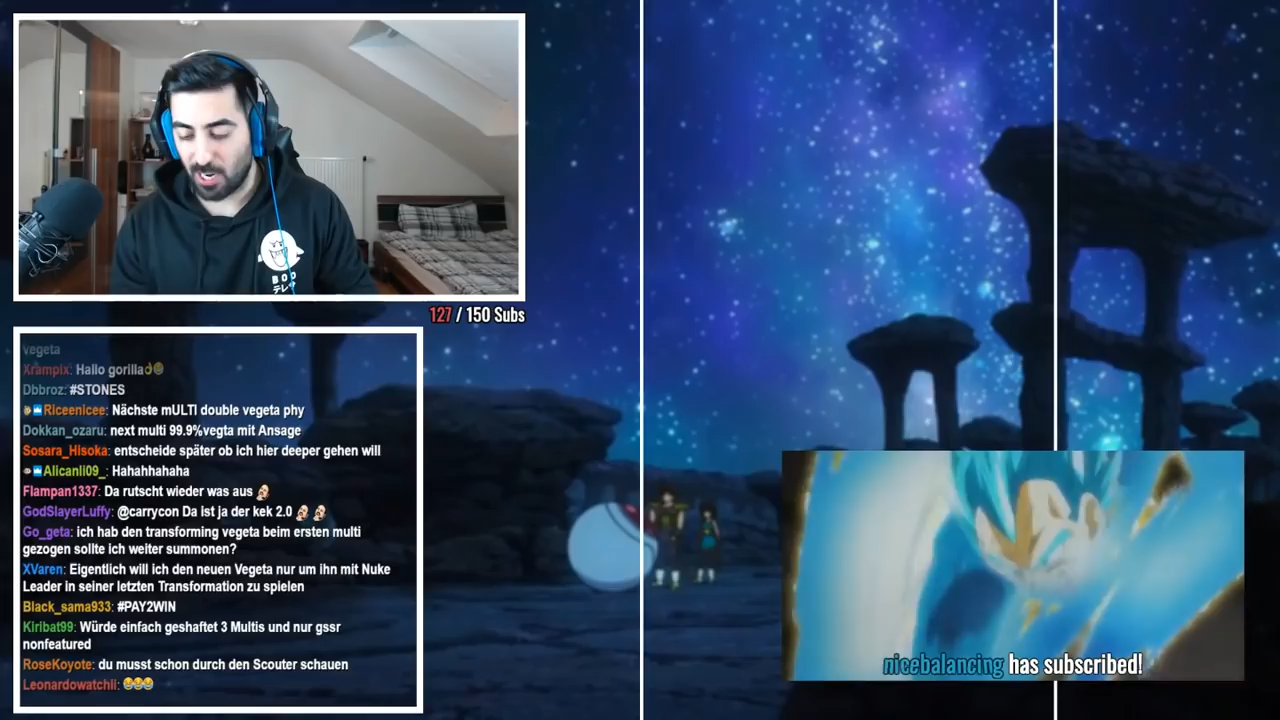 BOO
テレビ
127 / 150 Subs
vegeta
Xrampix: Hallo gorilla👌😂
Dbbroz: #STONES
Riceenicee: Nächste mULTI double vegeta phy
Dokkan_ozaru: next multi 99.9%vegta mit Ansage
Sosara_Hisoka: entscheide später ob ich hier deeper gehen will
Alicanli09_: Hahahhahaha
Flampan1337: Da rutscht wieder was aus
GodSlayerLuffy: @carrycon Da ist ja der kek 2.0
Go_geta: ich hab den transforming vegeta beim ersten multi
gezogen sollte ich weiter summonen?
XVaren: Eigentlich will ich den neuen Vegeta nur um ihn mit Nuke
Leader in seiner letzten Transformation zu spielen
Black_sama933: #PAY2WIN
Kiribat99: Würde einfach geshaftet 3 Multis und nur gssr
nonfeatured
RoseKoyote: du musst schon durch den Scouter schauen
Leonardowatchli: 😂😂😂
nicebalancing has subscribed!